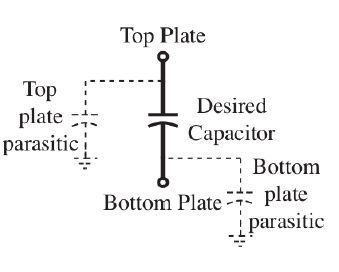 Top Plate
Top
plate
parasitic
Desired
Capacitor
Bottom Plate
Bottom
plate
parasitic